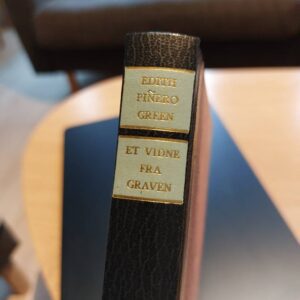 EDITH
PIÑERO
GREEN
ET VIDNE
FRA
GRAVEN